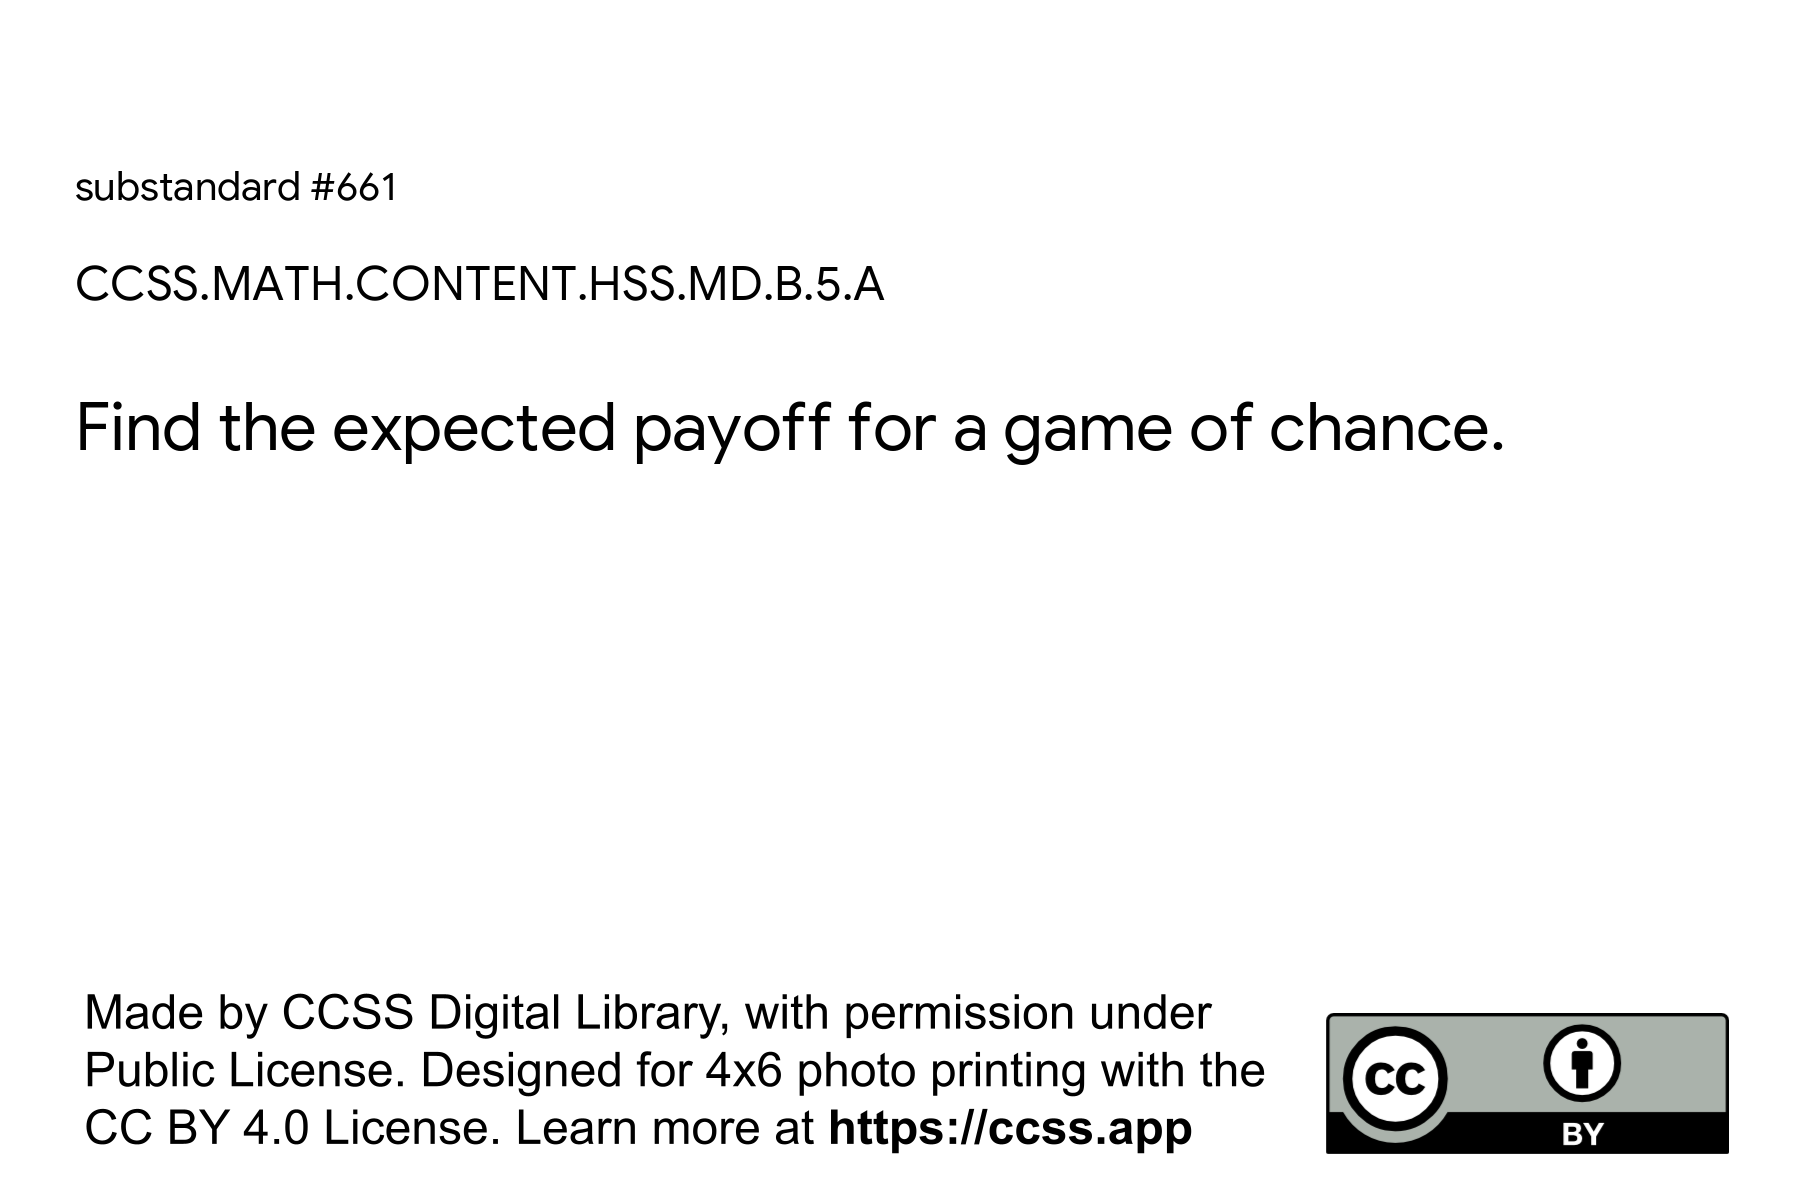 substandard #661
CCSS.MATH.CONTENT.HSS.MD.B.5.A
Find the expected payoff for a game of chance.
Made by CCSS Digital Library, with permission under
Public License. Designed for 4x6 photo printing with the
CC BY 4.0 License. Learn more at https://ccss.app
CC
BY